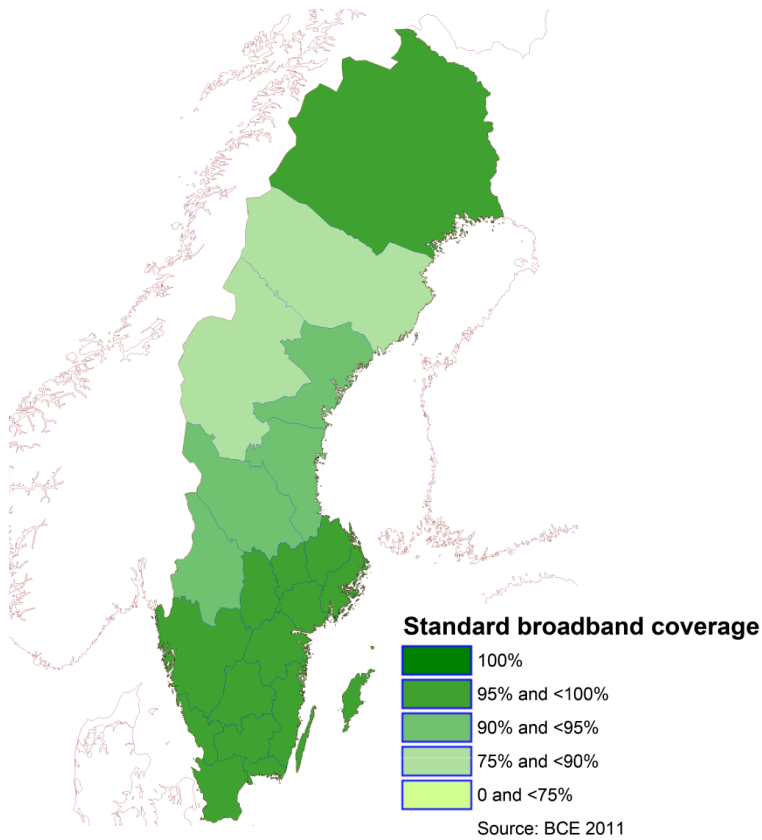 Standard broadband coverage
100%
95% and <100%
90% and <95%
75% and <90%
0 and <75%
Source: BCE 2011